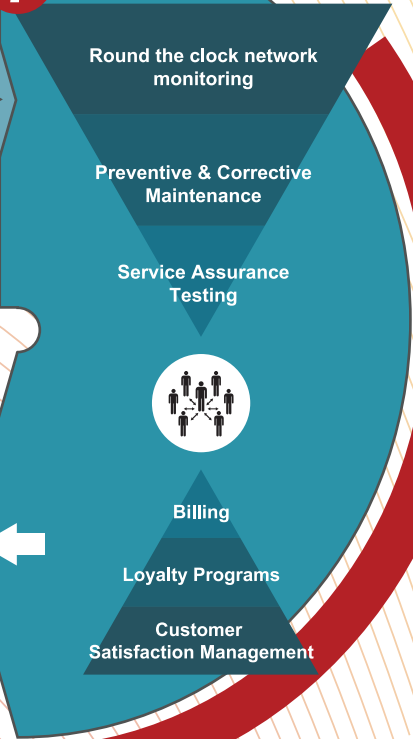 Round the clock network
monitoring
Preventive & Corrective
Maintenance
Service Assurance
Testing
Billing
Loyalty Programs
Customer
Satisfaction Management